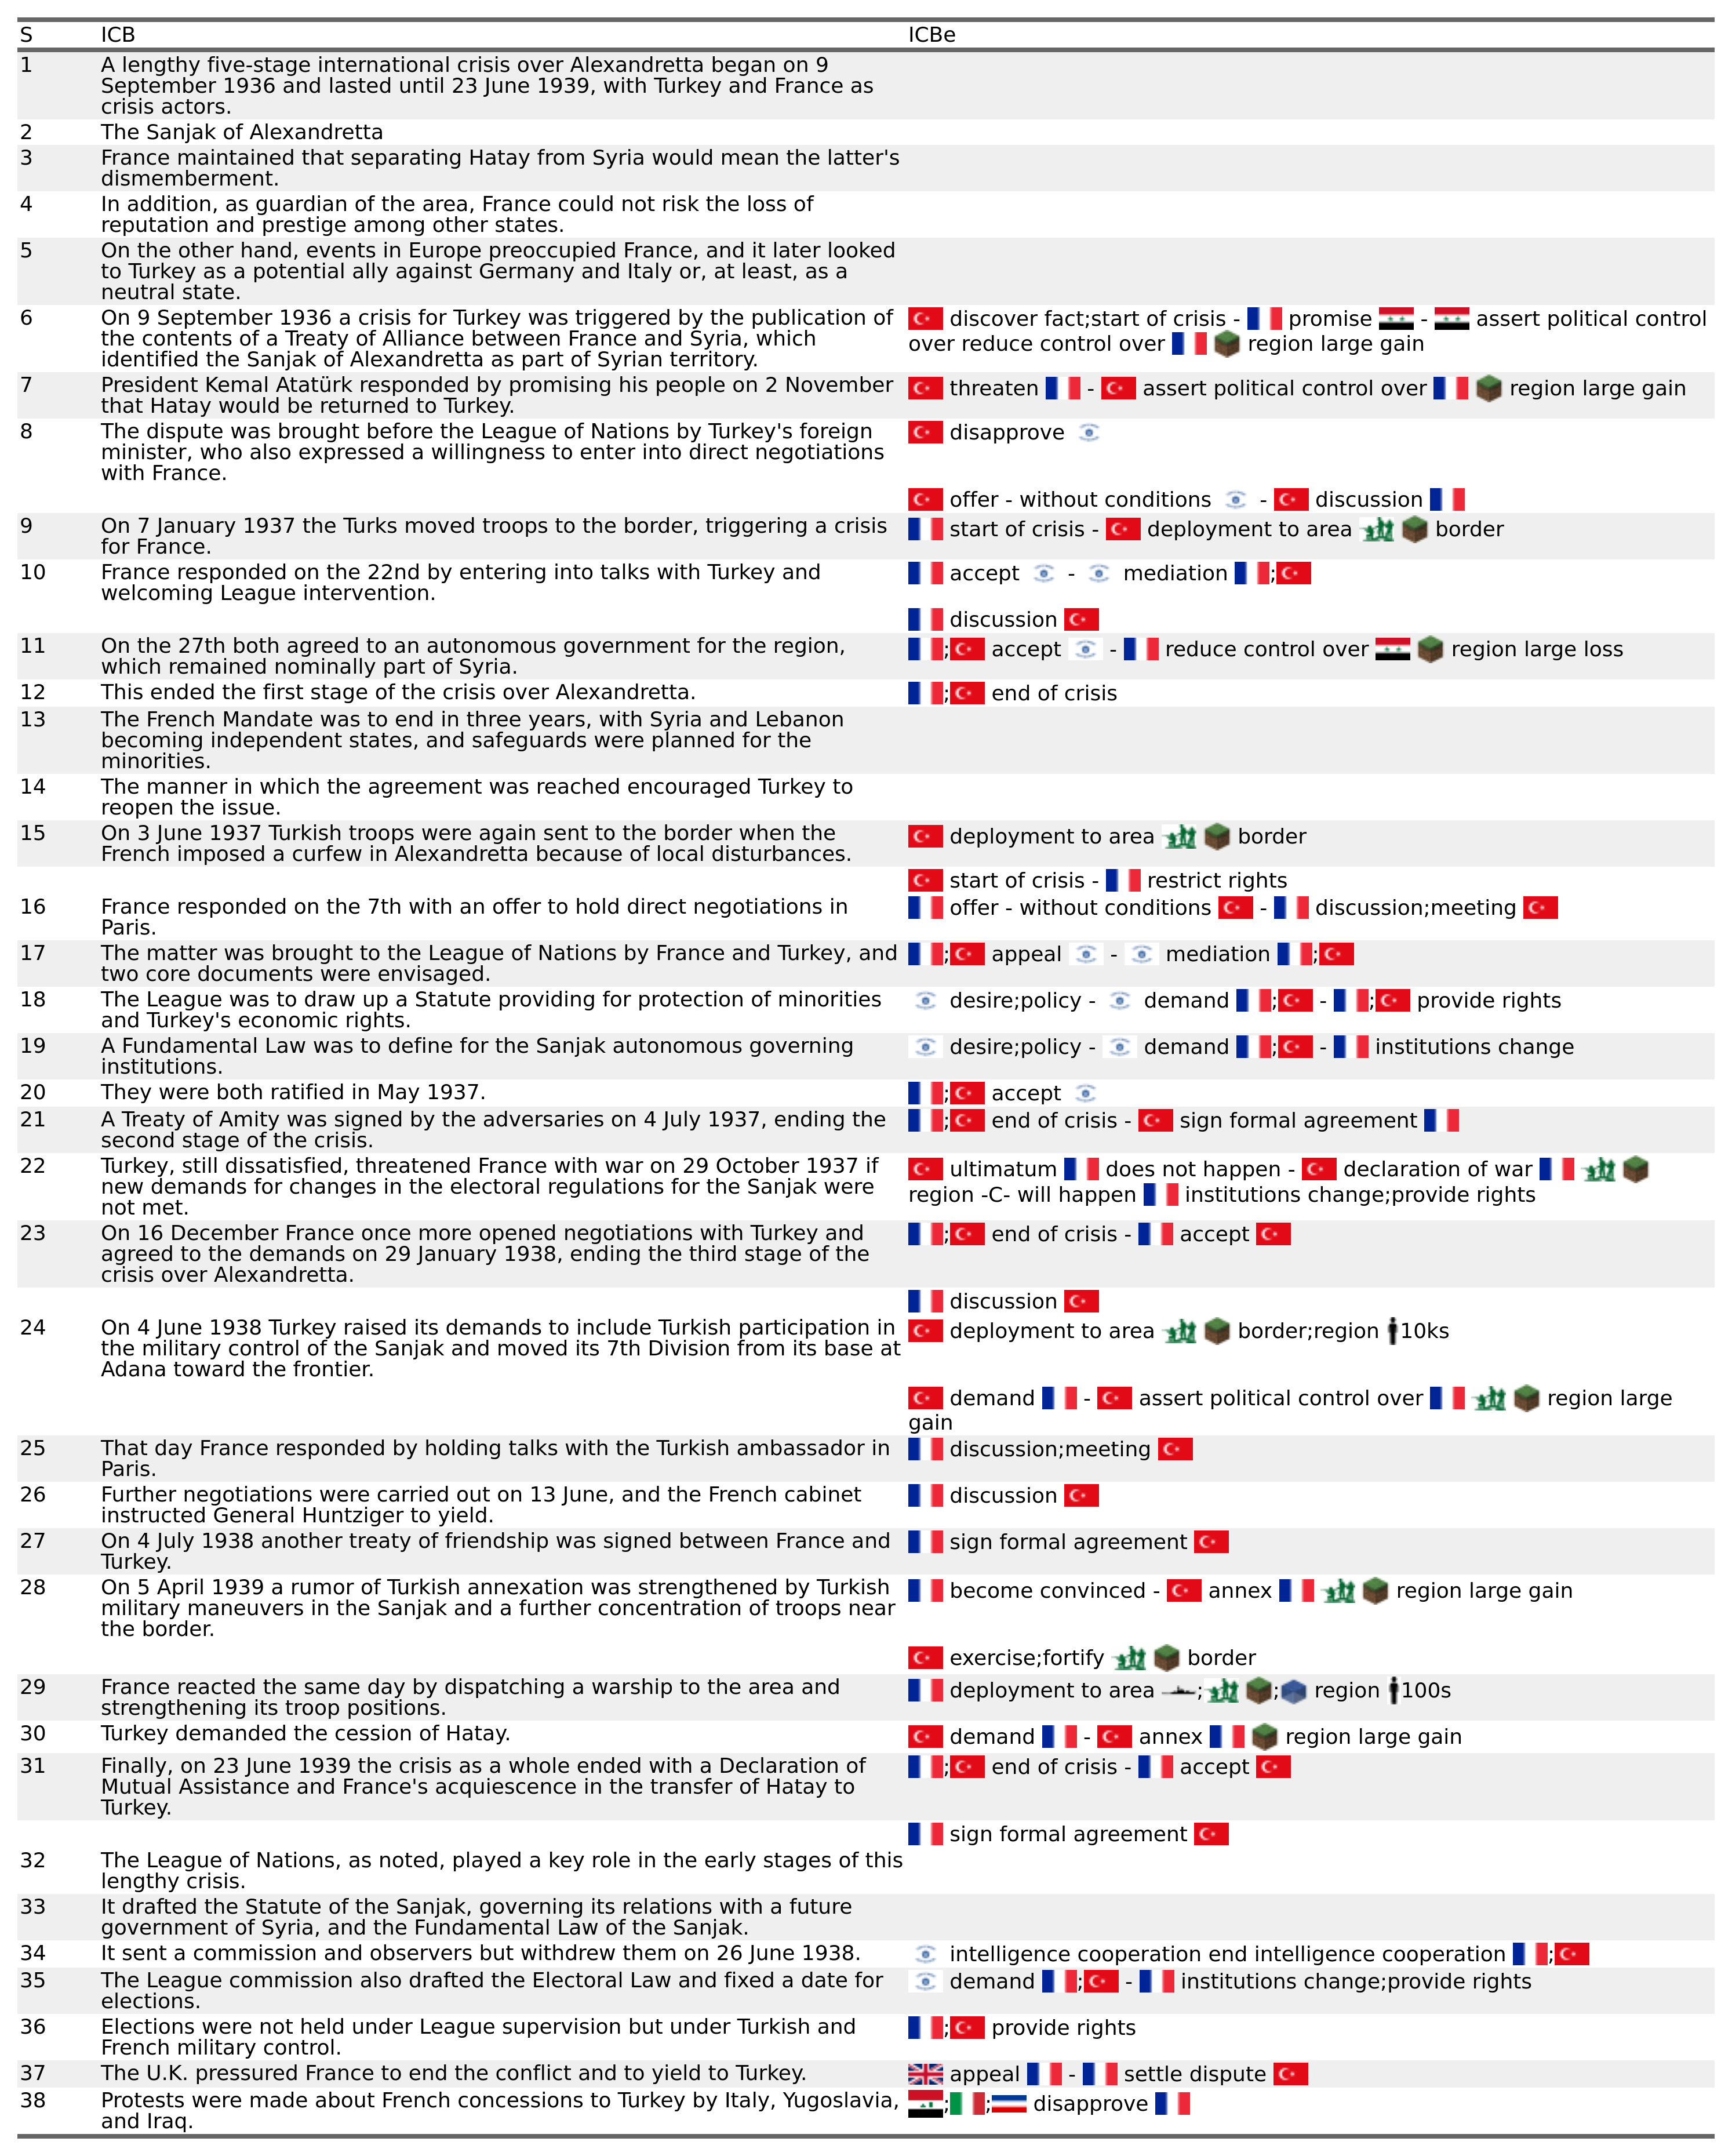 S ICB ICBe
1 A lengthy five-stage international crisis over Alexandretta began on 9
September 1936 and lasted until 23 June 1939, with Turkey and France as
crisis actors.
2 The Sanjak of Alexandretta
3 France maintained that separating Hatay from Syria would mean the latter's
dismemberment.
4 In addition, as guardian of the area, France could not risk the loss of
reputation and prestige among other states.
5 On the other hand, events in Europe preoccupied France, and it later looked
to Turkey as a potential ally against Germany and Italy or, at least, as a
neutral state.
6 On 9 September 1936 a crisis for Turkey was triggered by the publication of
the contents of a Treaty of Alliance between France and Syria, which
identified the Sanjak of Alexandretta as part of Syrian territory.
discover fact;start of crisis - promise - assert political control
over reduce control over region large gain
7 President Kemal Atatürk responded by promising his people on 2 November
that Hatay would be returned to Turkey.
threaten - assert political control over region large gain
8 The dispute was brought before the League of Nations by Turkey's foreign
minister, who also expressed a willingness to enter into direct negotiations
with France.
disapprove
offer - without conditions - discussion
9 On 7 January 1937 the Turks moved troops to the border, triggering a crisis
for France.
start of crisis - deployment to area border
10 France responded on the 22nd by entering into talks with Turkey and
welcoming League intervention.
accept - mediation ;
discussion
11 On the 27th both agreed to an autonomous government for the region,
which remained nominally part of Syria.
; accept - reduce control over region large loss
12 This ended the first stage of the crisis over Alexandretta.
; end of crisis
13 The French Mandate was to end in three years, with Syria and Lebanon
becoming independent states, and safeguards were planned for the
minorities.
14 The manner in which the agreement was reached encouraged Turkey to
reopen the issue.
15 On 3 June 1937 Turkish troops were again sent to the border when the
French imposed a curfew in Alexandretta because of local disturbances.
deployment to area border
start of crisis - restrict rights
16 France responded on the 7th with an offer to hold direct negotiations in
Paris.
offer - without conditions - discussion;meeting
17 The matter was brought to the League of Nations by France and Turkey, and
two core documents were envisaged.
; appeal - mediation ;
18 The League was to draw up a Statute providing for protection of minorities
and Turkey's economic rights.
desire;policy - demand ; - ; provide rights
19 A Fundamental Law was to define for the Sanjak autonomous governing
institutions.
desire;policy - demand ; - institutions change
20 They were both ratified in May 1937.
; accept
21 A Treaty of Amity was signed by the adversaries on 4 July 1937, ending the
second stage of the crisis.
; end of crisis - sign formal agreement
22 Turkey, still dissatisfied, threatened France with war on 29 October 1937 if
new demands for changes in the electoral regulations for the Sanjak were
not met.
ultimatum does not happen - declaration of war
region -C- will happen institutions change;provide rights
23 On 16 December France once more opened negotiations with Turkey and
agreed to the demands on 29 January 1938, ending the third stage of the
crisis over Alexandretta.
; end of crisis - accept
discussion
24 On 4 June 1938 Turkey raised its demands to include Turkish participation in
the military control of the Sanjak and moved its 7th Division from its base at
Adana toward the frontier.
deployment to area border;region 10ks
demand - assert political control over region large
gain
25 That day France responded by holding talks with the Turkish ambassador in
Paris.
discussion;meeting
26 Further negotiations were carried out on 13 June, and the French cabinet
instructed General Huntziger to yield.
discussion
27 On 4 July 1938 another treaty of friendship was signed between France and
Turkey.
sign formal agreement
28 On 5 April 1939 a rumor of Turkish annexation was strengthened by Turkish
military maneuvers in the Sanjak and a further concentration of troops near
the border.
become convinced - annex region large gain
exercise;fortify border
29 France reacted the same day by dispatching a warship to the area and
strengthening its troop positions.
deployment to area ; ; region 100s
30 Turkey demanded the cession of Hatay.
demand - annex region large gain
31 Finally, on 23 June 1939 the crisis as a whole ended with a Declaration of
Mutual Assistance and France's acquiescence in the transfer of Hatay to
Turkey.
; end of crisis - accept
sign formal agreement
32 The League of Nations, as noted, played a key role in the early stages of this
lengthy crisis.
33 It drafted the Statute of the Sanjak, governing its relations with a future
government of Syria, and the Fundamental Law of the Sanjak.
34 It sent a commission and observers but withdrew them on 26 June 1938.
intelligence cooperation end intelligence cooperation ;
35 The League commission also drafted the Electoral Law and fixed a date for
elections.
demand ; - institutions change;provide rights
36 Elections were not held under League supervision but under Turkish and
French military control.
; provide rights
37 The U.K. pressured France to end the conflict and to yield to Turkey.
appeal - settle dispute
38 Protests were made about French concessions to Turkey by Italy, Yugoslavia,
and Iraq.
; ; disapprove